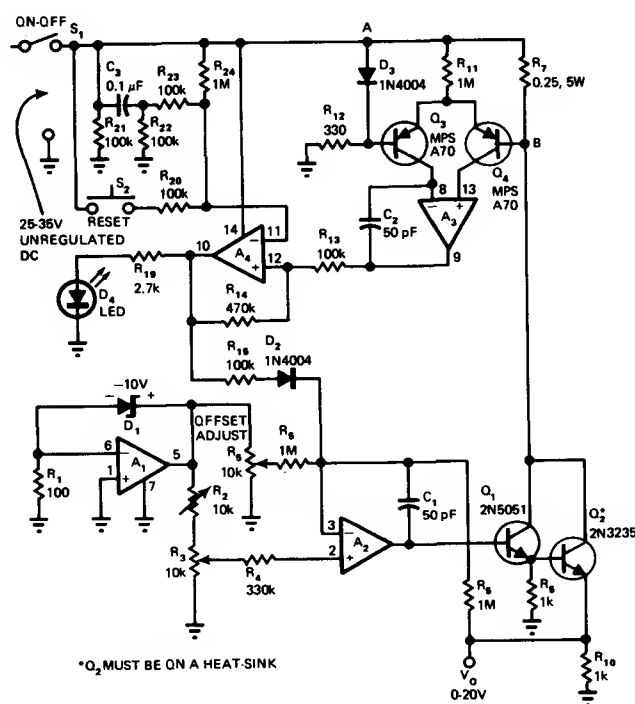 ON-OFF
S1
A
C3
0.1 μF
R23
100k
R24
1M
D3
1N4004
R11
1M
R7
0.25, 5W
R21
100k
R22
100k
R12
330
Q3
MPS
A70
B
Q4
MPS
A70
S2
RESET
R20
100k
25-35V
UNREGULATED
DC
14
11
10
A4
12
8
13
A3
9
C2
50 pF
R13
100k
R19
2.7k
D4
LED
R14
470k
R15
100k
D2
1N4004
−10V
−
+
D1
OFFSET
ADJUST
6
A1
5
1
7
R1
100
R5
10k
R6
1M
R2
10k
R3
10k
R4
330k
3
A2
2
C1
50 pF
Q1
2N5051
Q2*
2N3235
R6
1M
R6
1k
R10
1k
VO
0-20V
*Q2 MUST BE ON A HEAT-SINK